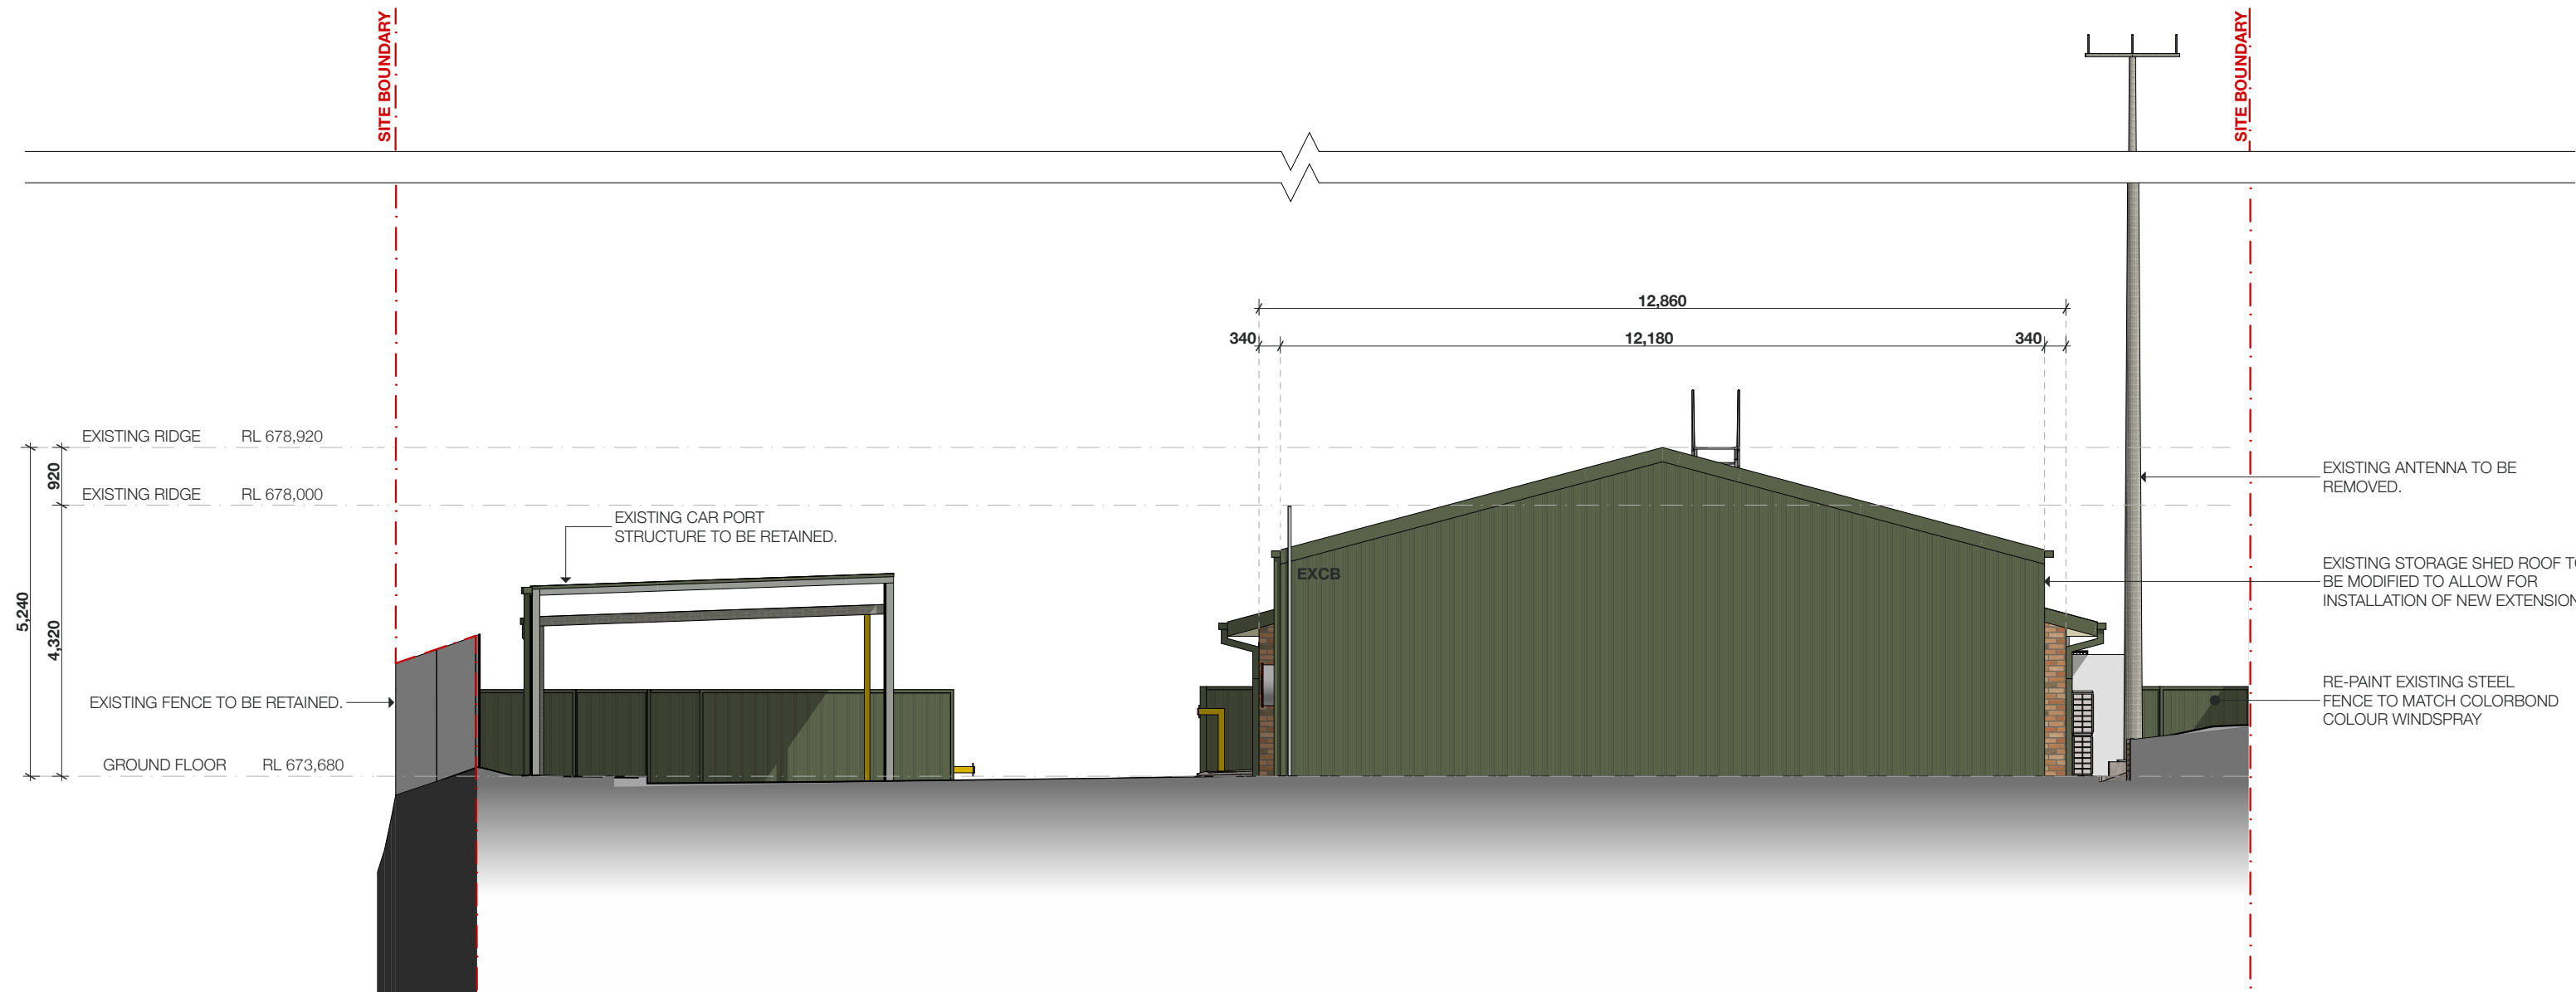 SITE BOUNDARY
SITE BOUNDARY
12,860
340
12,180
340
EXISTING RIDGE RL 678,920
920
EXISTING RIDGE RL 678,000
5,240
4,320
EXISTING CAR PORT
STRUCTURE TO BE RETAINED.
EXCB
EXISTING ANTENNA TO BE
REMOVED.
EXISTING STORAGE SHED ROOF TO
BE MODIFIED TO ALLOW FOR
INSTALLATION OF NEW EXTENSION
EXISTING FENCE TO BE RETAINED.
RE-PAINT EXISTING STEEL
FENCE TO MATCH COLORBOND
COLOUR WINDSPRAY
GROUND FLOOR RL 673,680